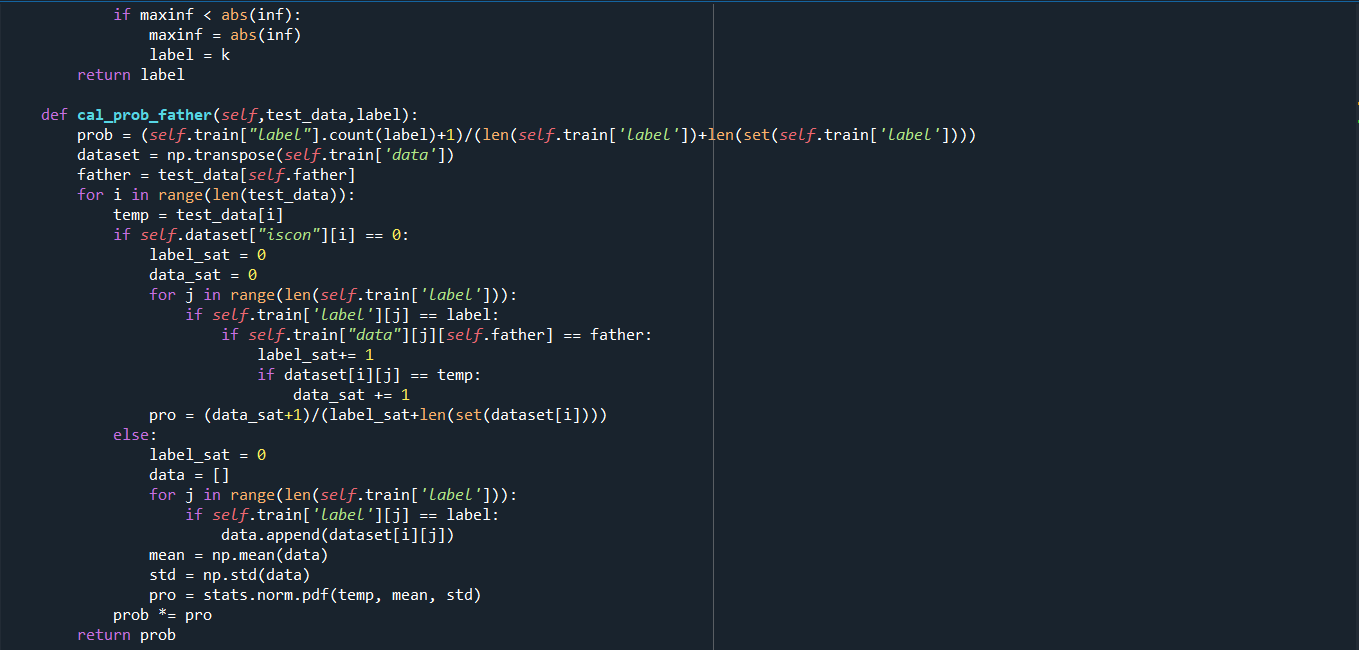 if maxinf < abs(inf):
                maxinf = abs(inf)
                label = k
        return label
    def cal_prob_father(self,test_data,label):
        prob = (self.train["label"].count(label)+1)/(len(self.train['label'])+len(set(self.train['label'])))
        dataset = np.transpose(self.train['data'])
        father = test_data[self.father]
        for i in range(len(test_data)):
            temp = test_data[i]
            if self.dataset["iscon"][i] == 0:
                label_sat = 0
                data_sat = 0
                for j in range(len(self.train['label'])):
                    if self.train['label'][j] == label:
                        if self.train["data"][j][self.father] == father:
                            label_sat+= 1
                            if dataset[i][j] == temp:
                                data_sat += 1
                pro = (data_sat+1)/(label_sat+len(set(dataset[i])))
            else:
                label_sat = 0
                data = []
                for j in range(len(self.train['label'])):
                    if self.train['label'][j] == label:
                        data.append(dataset[i][j])
                mean = np.mean(data)
                std = np.std(data)
                pro = stats.norm.pdf(temp, mean, std)
            prob *= pro
        return prob